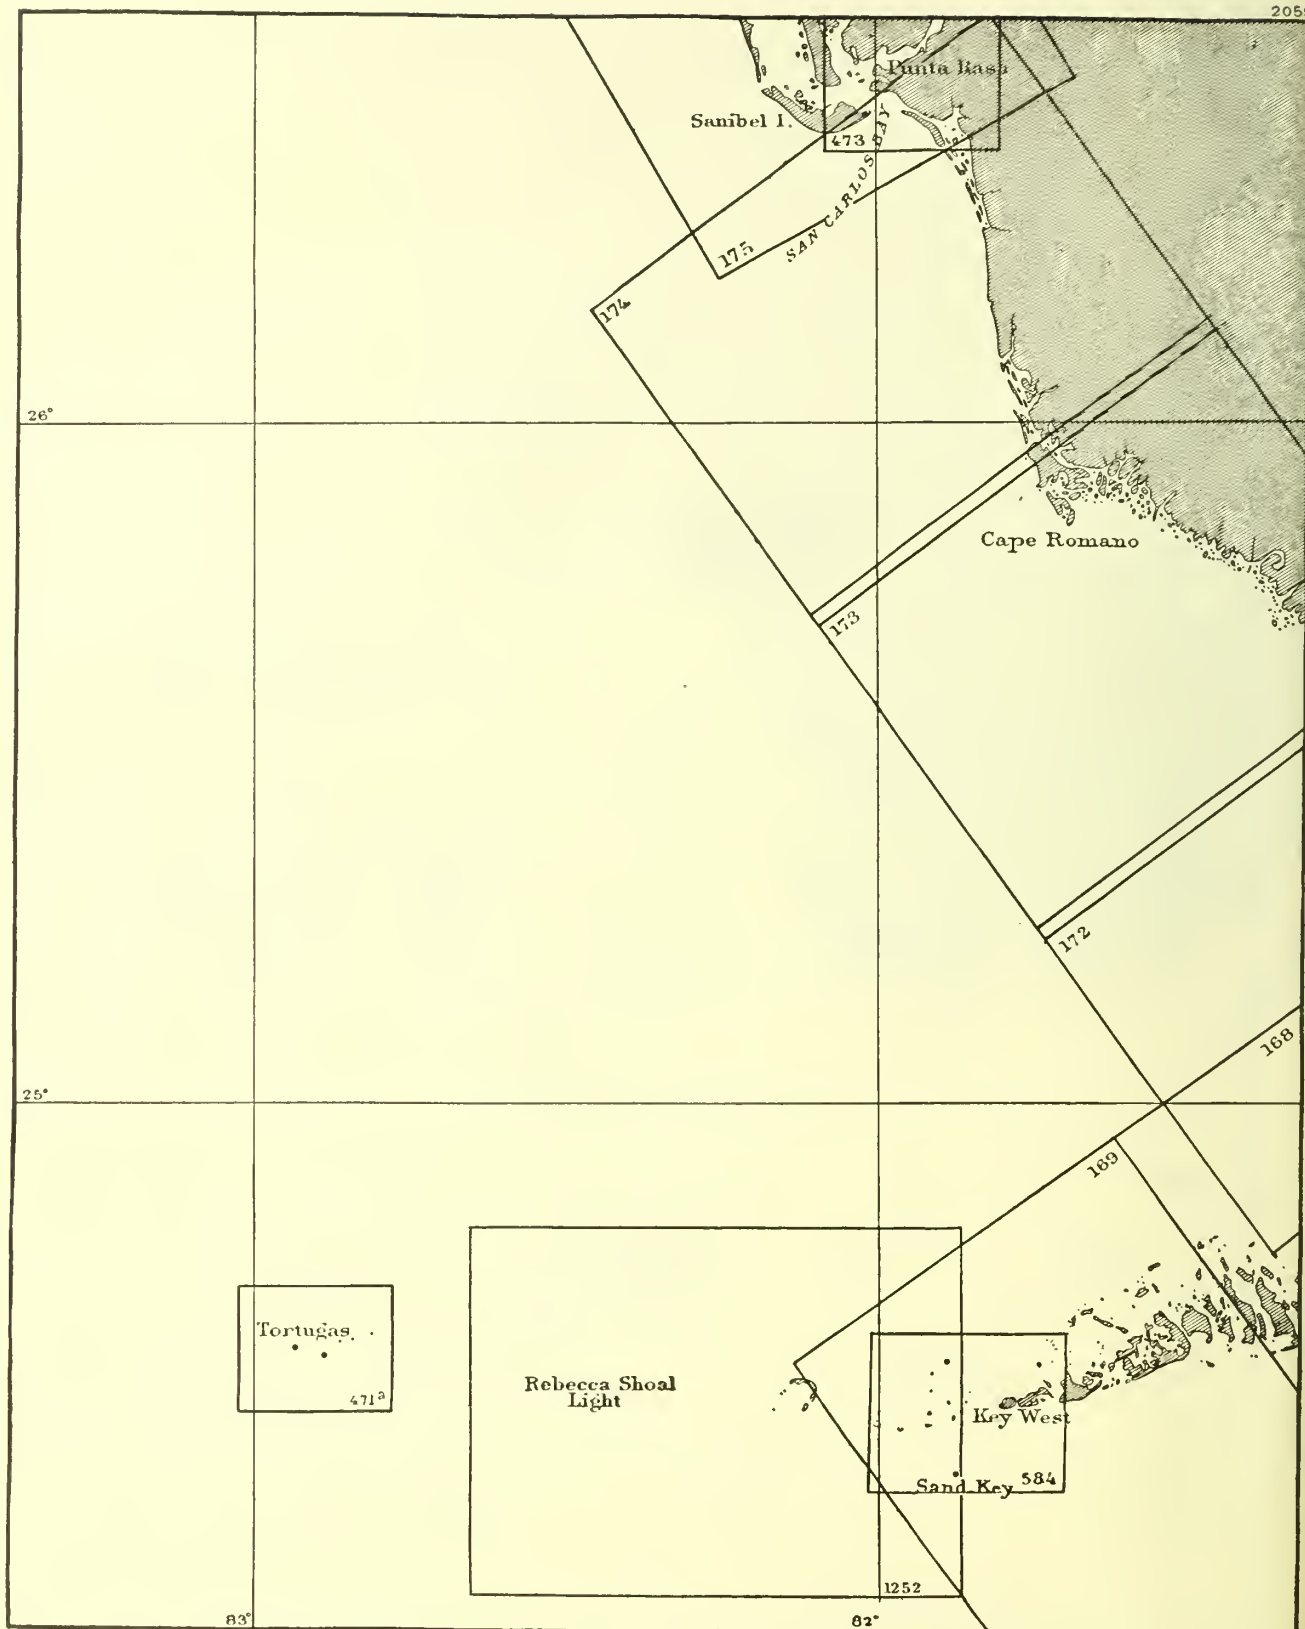 Punta Rasa
Sanibel I.
473
SAN CARLOS BAY
175
174
26°
Cape Romano
173
172
168
25°
169
Tortugas
471ª
Rebecca Shoal
Light
Key West
Sand Key 584
1252
83°
82°